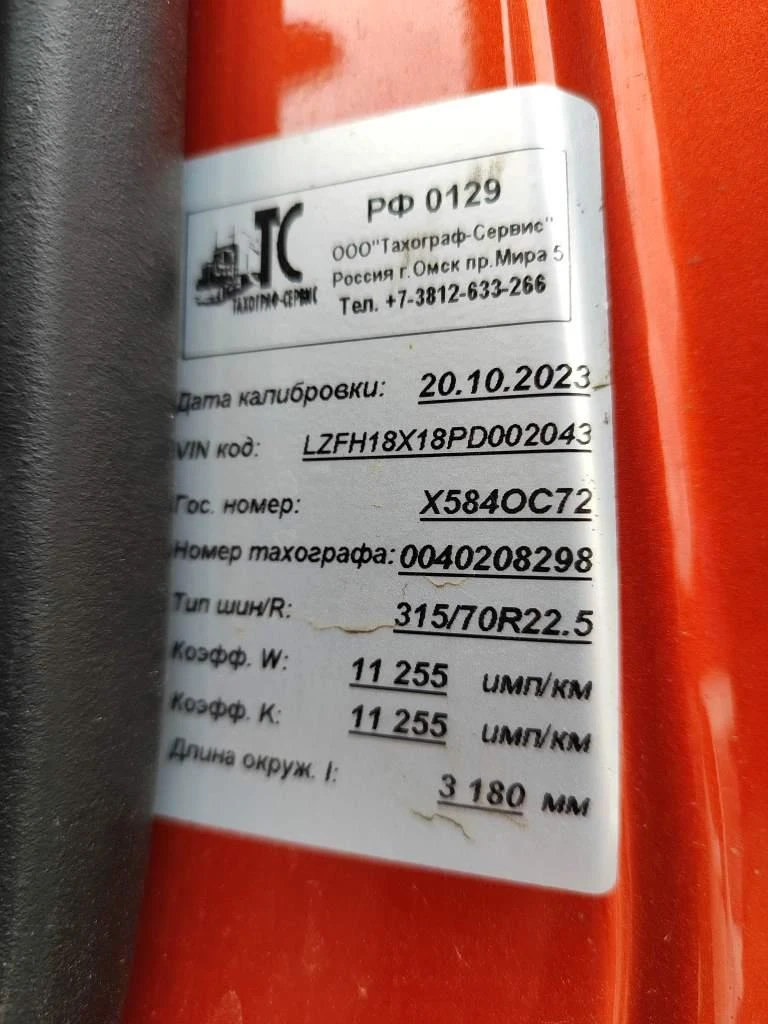 ТС
ТАХОГРАФ-СЕРВИС
РФ 0129
ООО"Тахограф-Сервис"
Россия г.Омск пр.Мира 5
Тел. +7-3812-633-266
Дата калибровки: 20.10.2023
VIN код: LZFH18X18PD002043
Гос. номер: Х584ОС72
Номер тахографа: 0040208298
Тип шин/R: 315/70R22.5
Коэфф. W: 11 255 имп/км
Коэфф. К: 11 255 имп/км
Длина окруж. l: 3 180 мм